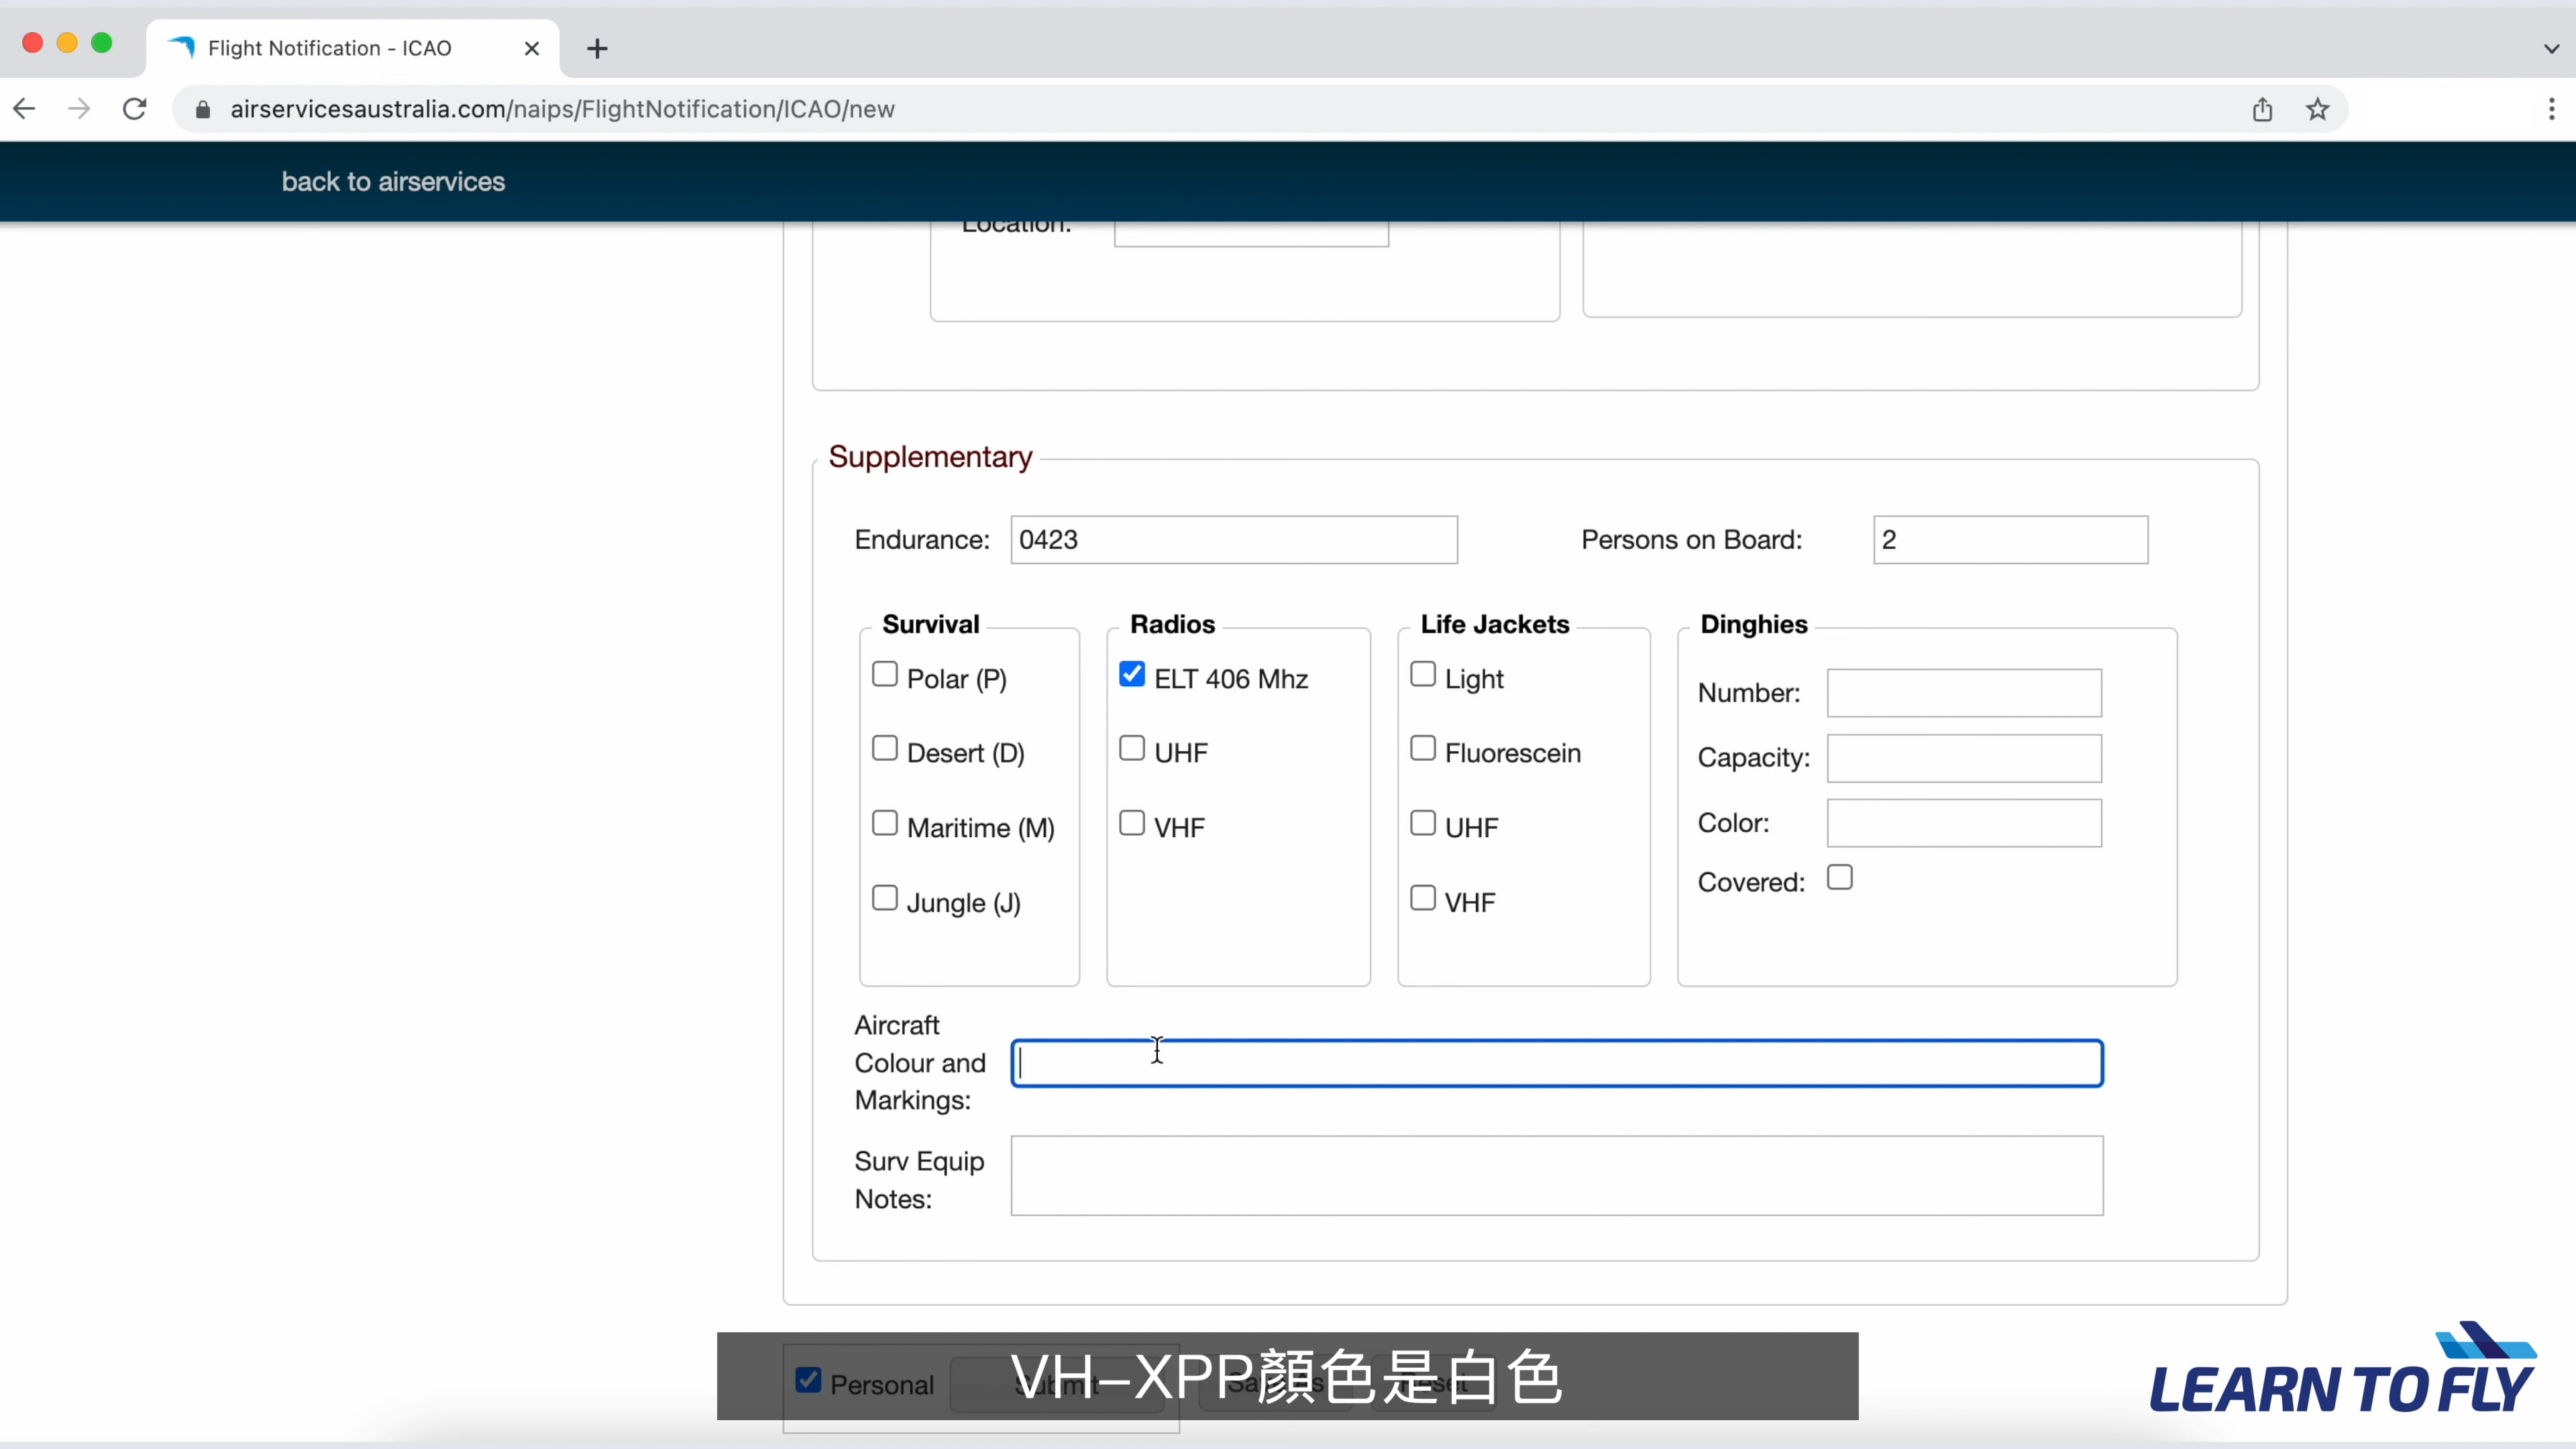 Flight Notification - ICAO
airservicesaustralia.com/naips/FlightNotification/ICAO/new
back to airservices
Location:
Supplementary
Endurance: 0423 Persons on Board: 2
Survival Radios Life Jackets Dinghies
Polar (P) ELT 406 Mhz Light Number:
Desert (D) UHF Fluorescein Capacity:
Maritime (M) VHF UHF Color:
Jungle (J) VHF Covered:
Aircraft
Colour and
Markings:
Surv Equip
Notes:
Personal Submit Reset
VH-XPP顏色是白色
LEARN TO FLY